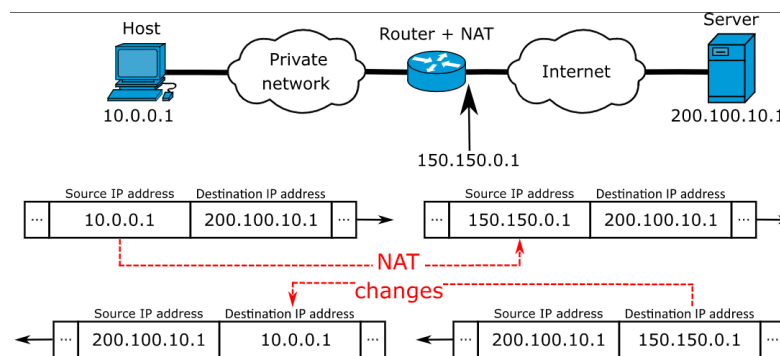 Host
Private
network
Router + NAT
Internet
Server
10.0.0.1
200.100.10.1
150.150.0.1
Source IP address Destination IP address
... 10.0.0.1 200.100.10.1 ...
Source IP address Destination IP address
... 150.150.0.1 200.100.10.1 ...
NAT
changes
Source IP address Destination IP address
... 200.100.10.1 10.0.0.1 ...
Source IP address Destination IP address
... 200.100.10.1 150.150.0.1 ...